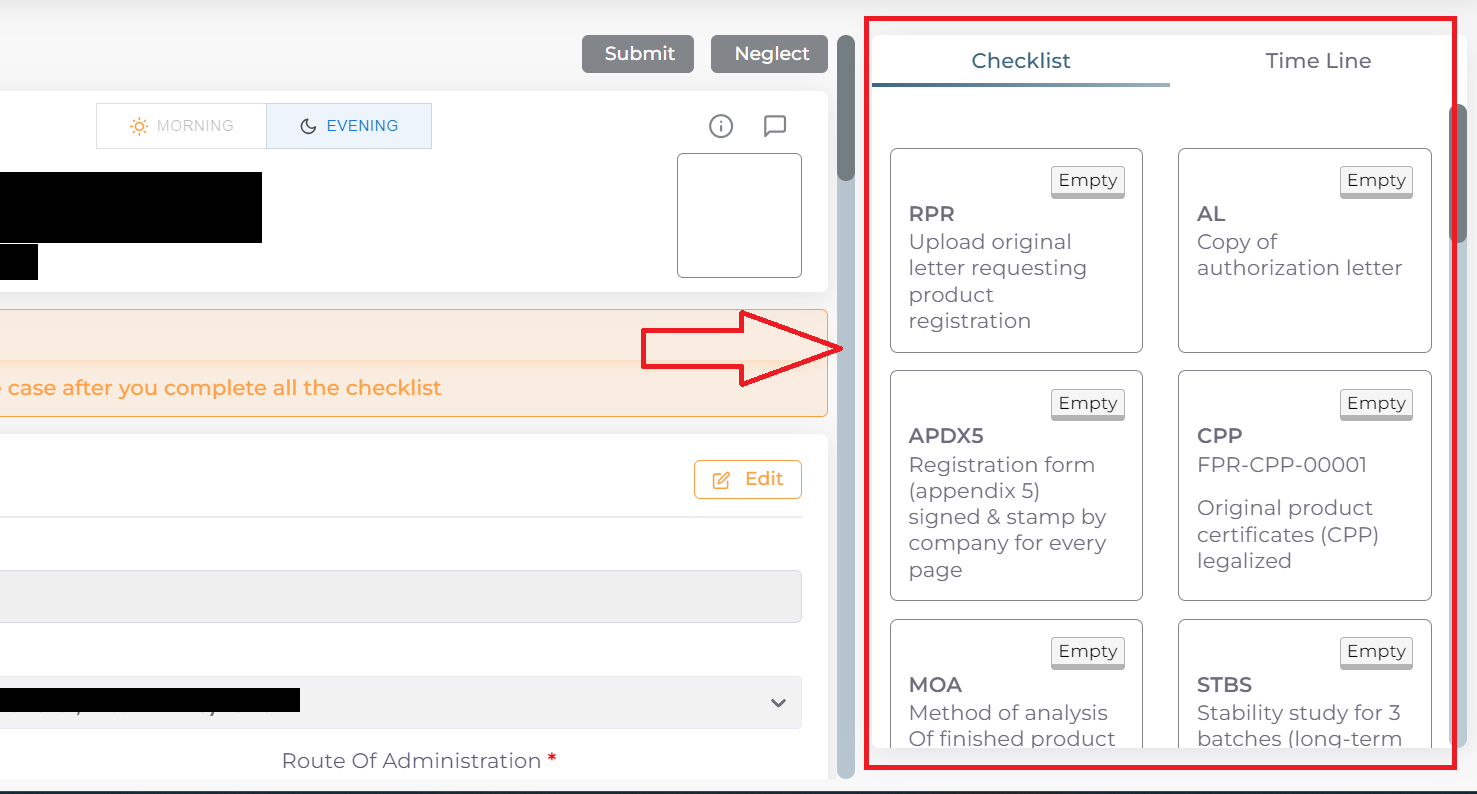 Submit
Neglect
MORNING
EVENING
case after you complete all the checklist
Edit
Route Of Administration *
Checklist
Time Line
Empty
RPR
Upload original
letter requesting
product
registration
Empty
AL
Copy of
authorization letter
Empty
APDX5
Registration form
(appendix 5)
signed & stamp by
company for every
page
Empty
CPP
FPR-CPP-00001
Original product
certificates (CPP)
legalized
Empty
MOA
Method of analysis
Of finished product
Empty
STBS
Stability study for 3
batches (long-term